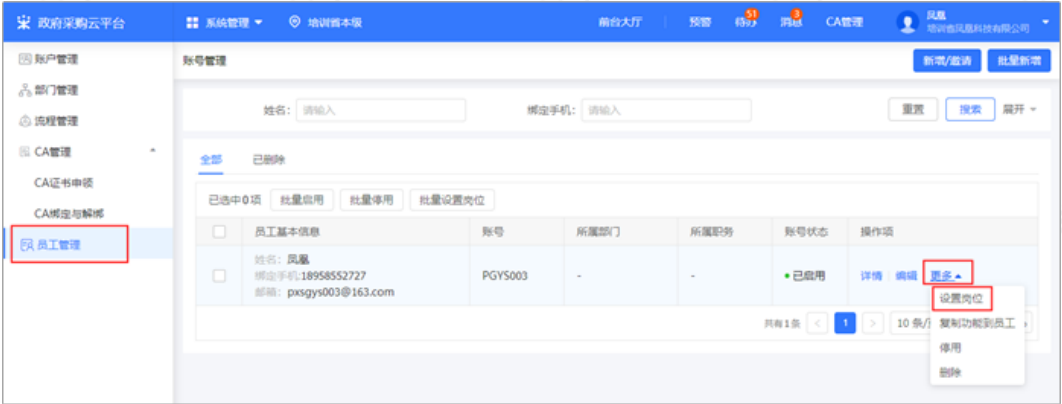 政府采购云平台 系统管理 培训省本级 前台大厅 预警 待办 51 消息 3 CA管理 凤凰
培训省凤凰科技有限公司
账户管理
部门管理
流程管理
CA管理
CA证书申领
CA绑定与解绑
员工管理
账号管理 新增/邀请 批量新增
姓名: 请输入 绑定手机: 请输入 重置 搜索 展开
全部 已删除
已选中0项 批量启用 批量停用 批量设置岗位
员工基本信息 账号 所属部门 所属职务 账号状态 操作项
姓名: 凤凰
绑定手机:18958552727 PGYS003 - - 已启用 详情 编辑 更多
邮箱: pxsgys003@163.com
设置岗位
共有1条 < 1 > 10 条/
复制功能到员工
停用
删除